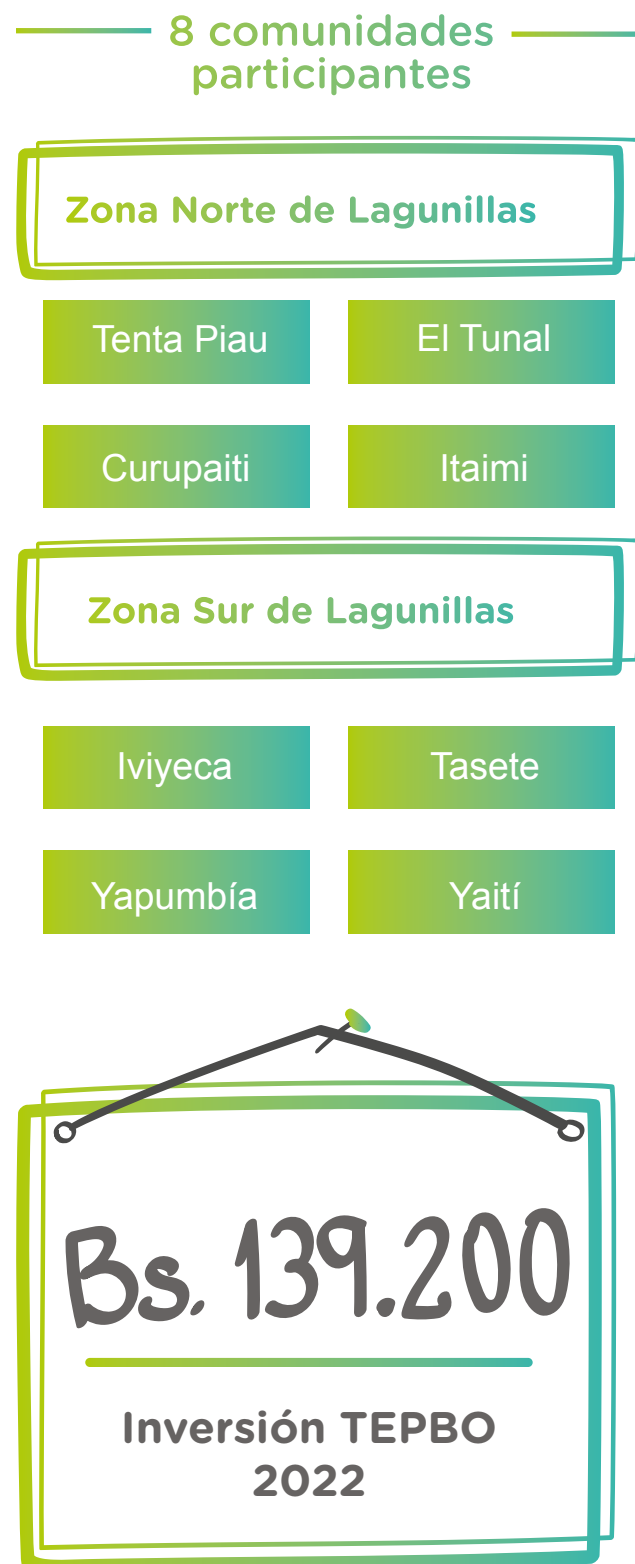 8 comunidades
participantes
Zona Norte de Lagunillas
Tenta Piau
El Tunal
Curupaiti
Itaimi
Zona Sur de Lagunillas
Iviyeca
Tasete
Yapumbía
Yaití
Bs. 139.200
Inversión TEPBO
2022